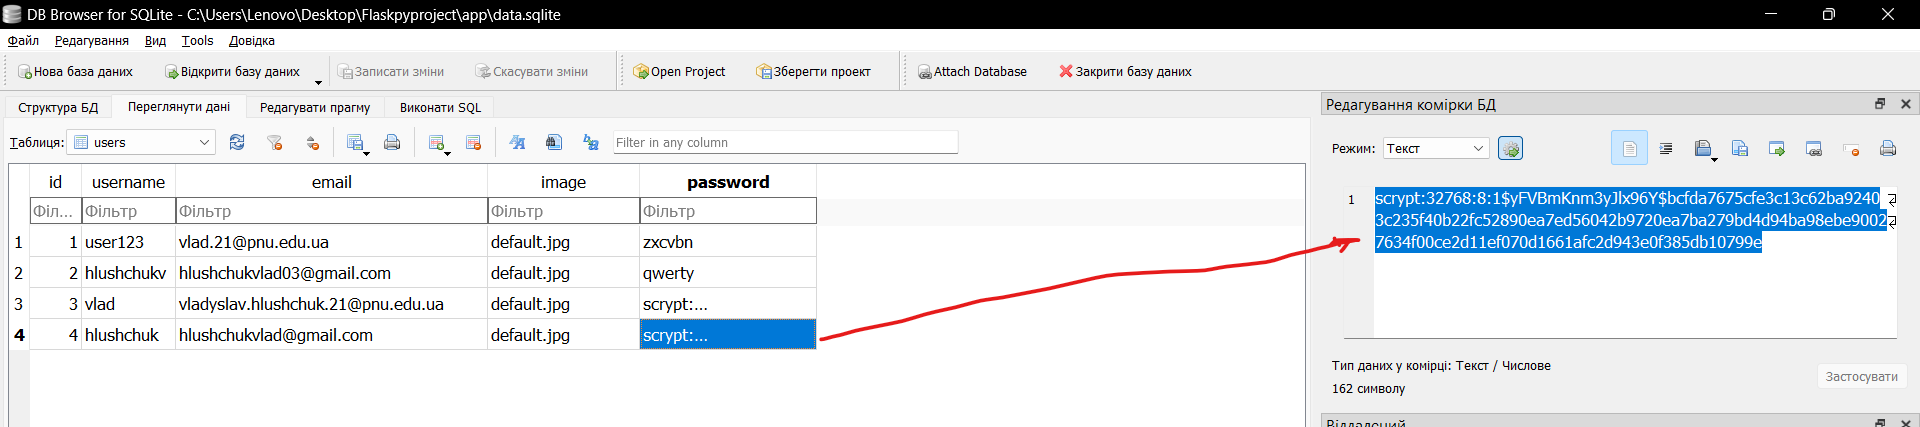 DB Browser for SQLite - C:\Users\Lenovo\Desktop\Flaskpyproject\app\data.sqlite
Файл Редагування Вид Tools Довідка
Нова база даних Відкрити базу даних Записати зміни Скасувати зміни Open Project Зберегти проект Attach Database Закрити базу даних
Структура БД Переглянути дані Редагувати прагму Виконати SQL
Таблиця: users Filter in any column
id username email image password
Філ... Фільтр Фільтр Фільтр Фільтр
1 1 user123 vlad.21@pnu.edu.ua default.jpg zxcvbn
2 2 hlushchukv hlushchukvlad03@gmail.com default.jpg qwerty
3 3 vlad vladyslav.hlushchuk.21@pnu.edu.ua default.jpg scrypt:...
4 4 hlushchuk hlushchukvlad@gmail.com default.jpg scrypt:...
Редагування комірки БД
Режим: Текст
1 scrypt:32768:8:1$yFVBmKnm3yJlx96Y$bcfda7675cfe3c13c62ba9240
3c235f40b22fc52890ea7ed56042b9720ea7ba279bd4d94ba98ebe9002
7634f00ce2d11ef070d1661afc2d943e0f385db10799e
Тип даних у комірці: Текст / Числове
162 символу
Застосувати